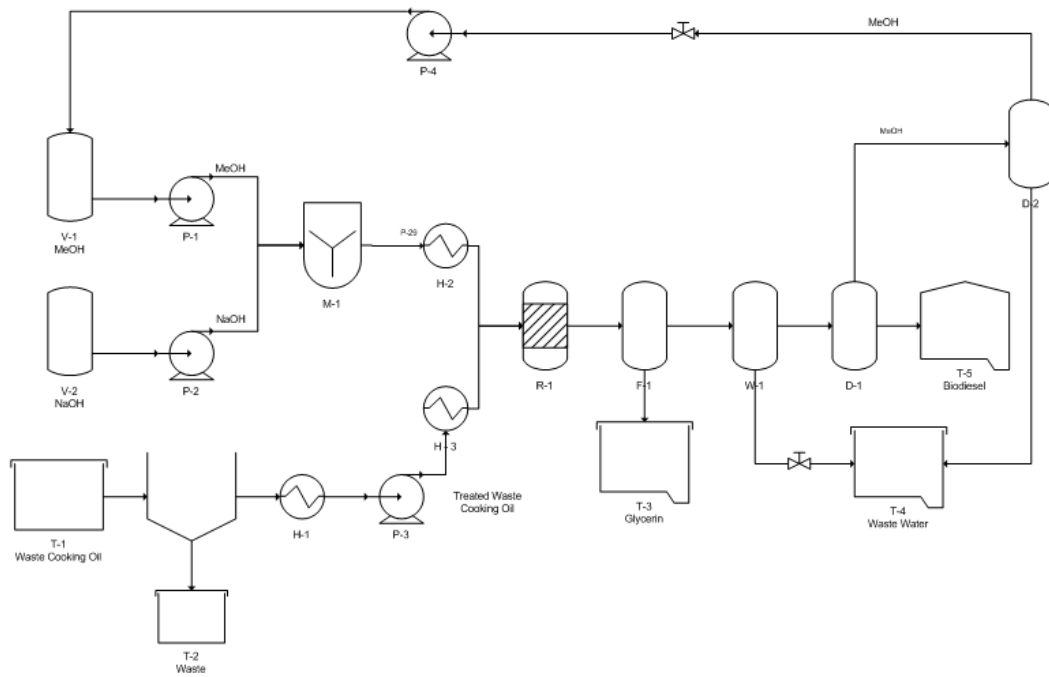 MeOH
P-4
MeOH
D-2
MeOH
V-1
MeOH
P-1
P-29
H-2
M-1
NaOH
V-2
NaOH
P-2
R-1
F-1
W-1
D-1
T-5
Biodiesel
H - 3
Treated Waste
Cooking Oil
T-1
Waste Cooking Oil
H-1
P-3
T-3
Glycerin
T-4
Waste Water
T-2
Waste